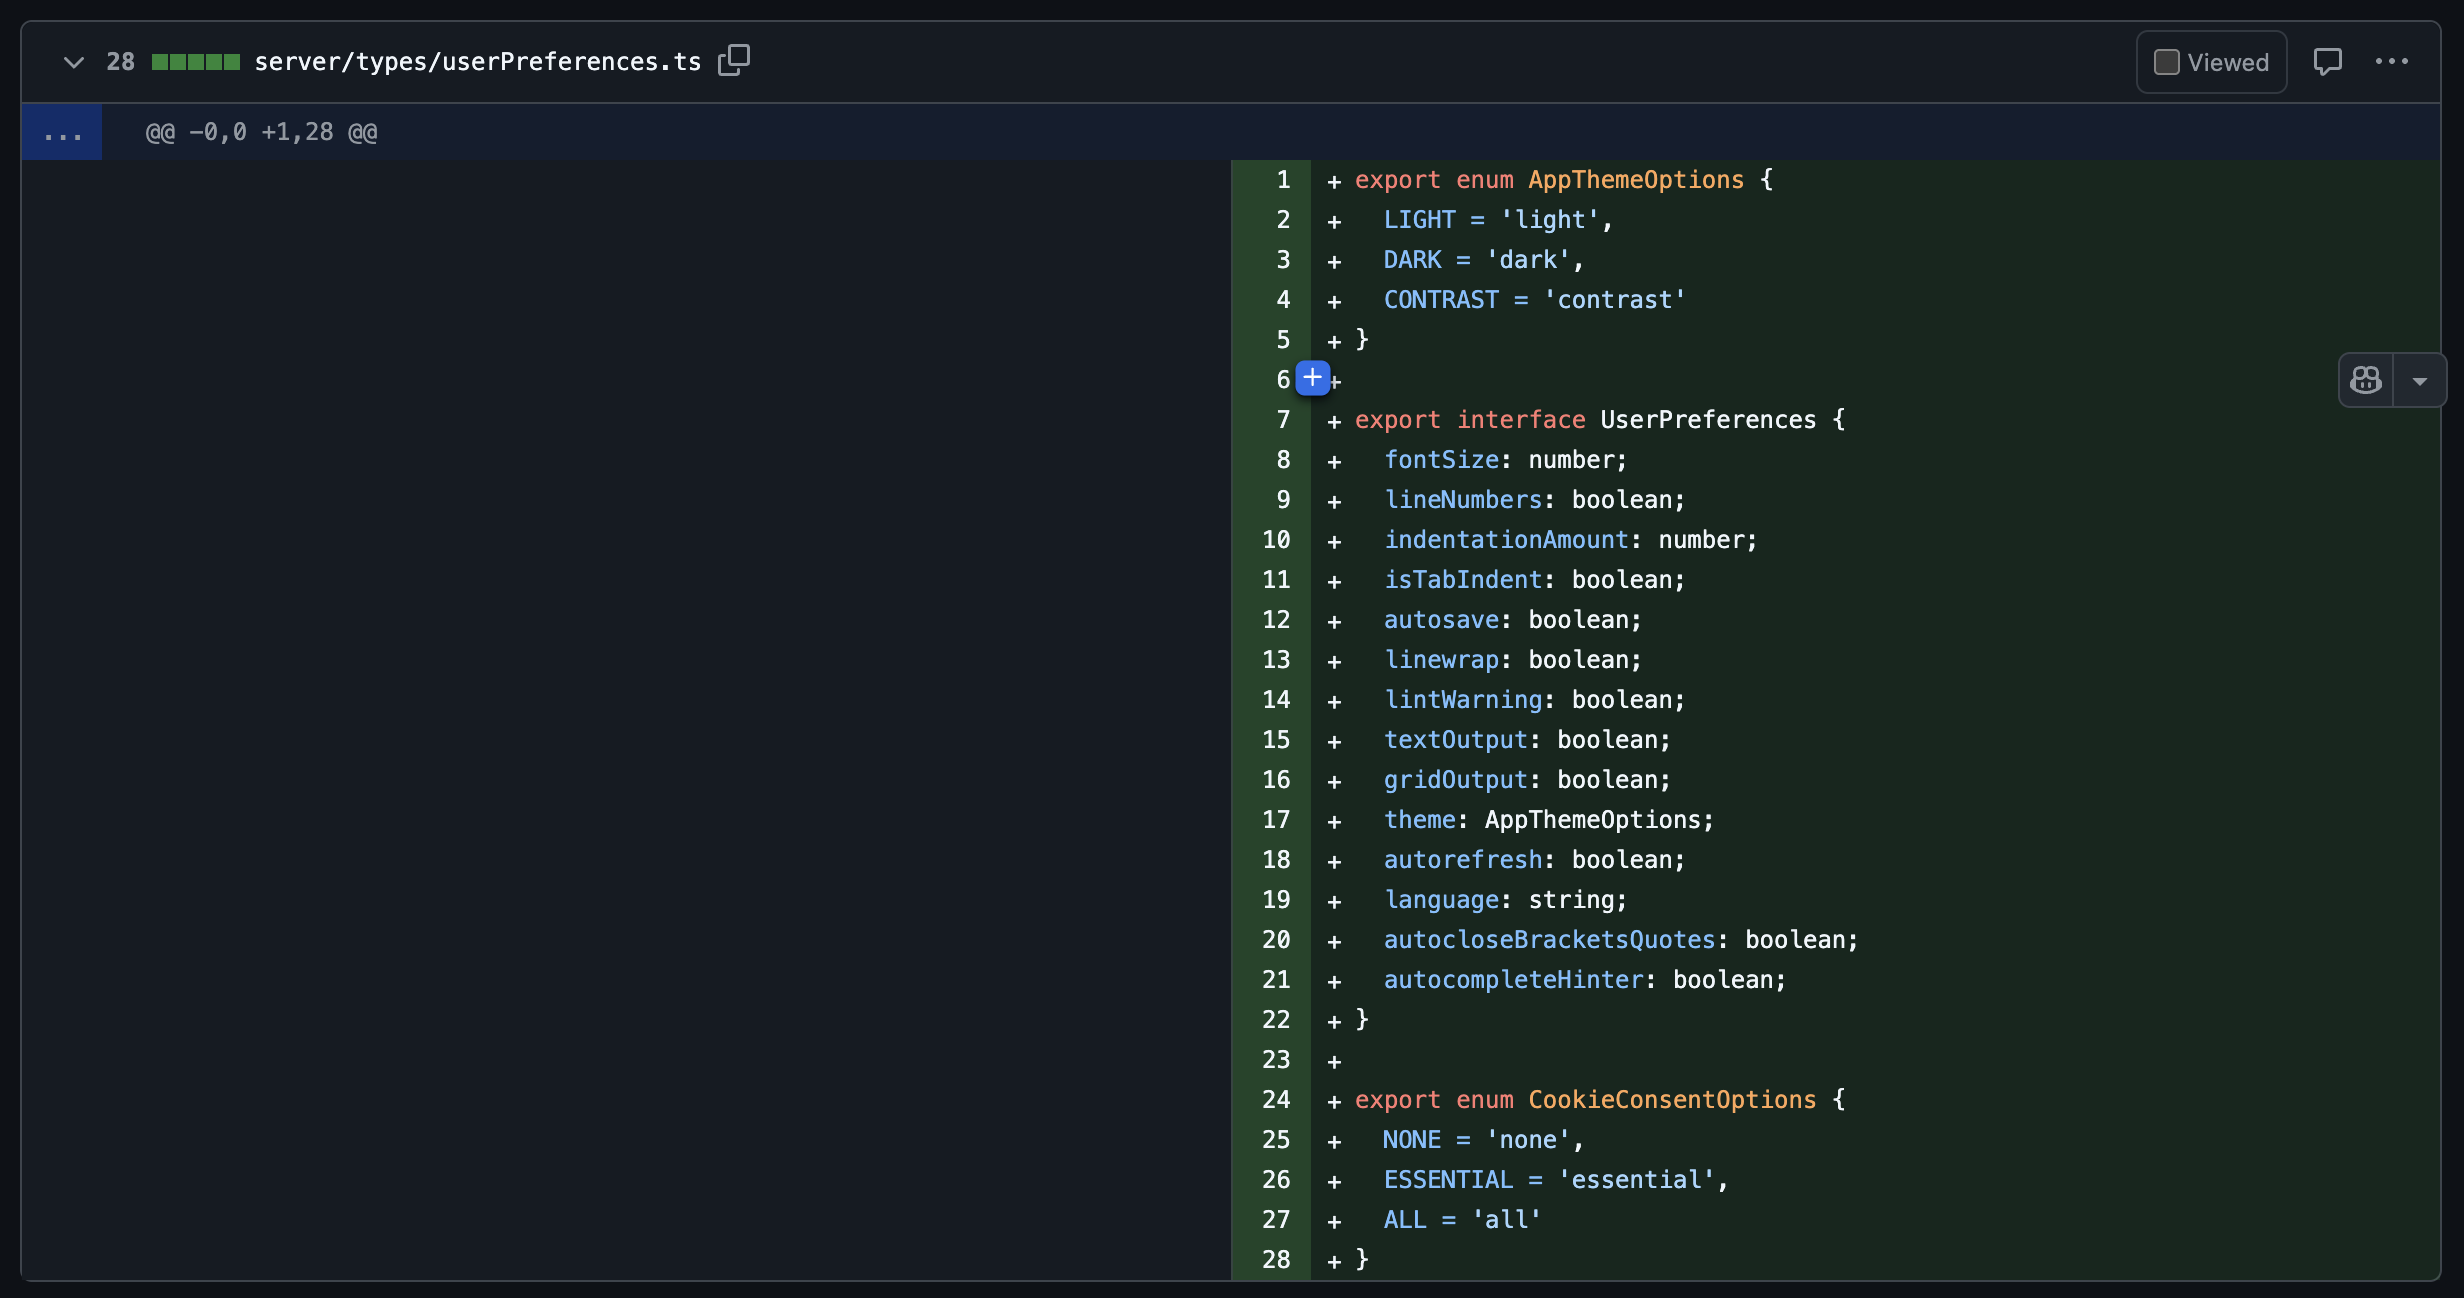 28 server/types/userPreferences.ts Viewed
... @@ -0,0 +1,28 @@
1 + export enum AppThemeOptions {
2 +   LIGHT = 'light',
3 +   DARK = 'dark',
4 +   CONTRAST = 'contrast'
5 + }
6 +
7 + export interface UserPreferences {
8 +   fontSize: number;
9 +   lineNumbers: boolean;
10 +   indentationAmount: number;
11 +   isTabIndent: boolean;
12 +   autosave: boolean;
13 +   linewrap: boolean;
14 +   lintWarning: boolean;
15 +   textOutput: boolean;
16 +   gridOutput: boolean;
17 +   theme: AppThemeOptions;
18 +   autorefresh: boolean;
19 +   language: string;
20 +   autocloseBracketsQuotes: boolean;
21 +   autocompleteHinter: boolean;
22 + }
23 +
24 + export enum CookieConsentOptions {
25 +   NONE = 'none',
26 +   ESSENTIAL = 'essential',
27 +   ALL = 'all'
28 + }